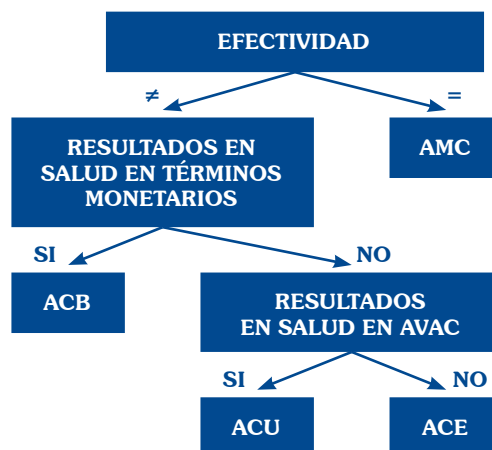 EFECTIVIDAD
≠
=
RESULTADOS EN
SALUD EN TÉRMINOS
MONETARIOS
AMC
SI
NO
ACB
RESULTADOS
EN SALUD EN AVAC
SI
NO
ACU
ACE